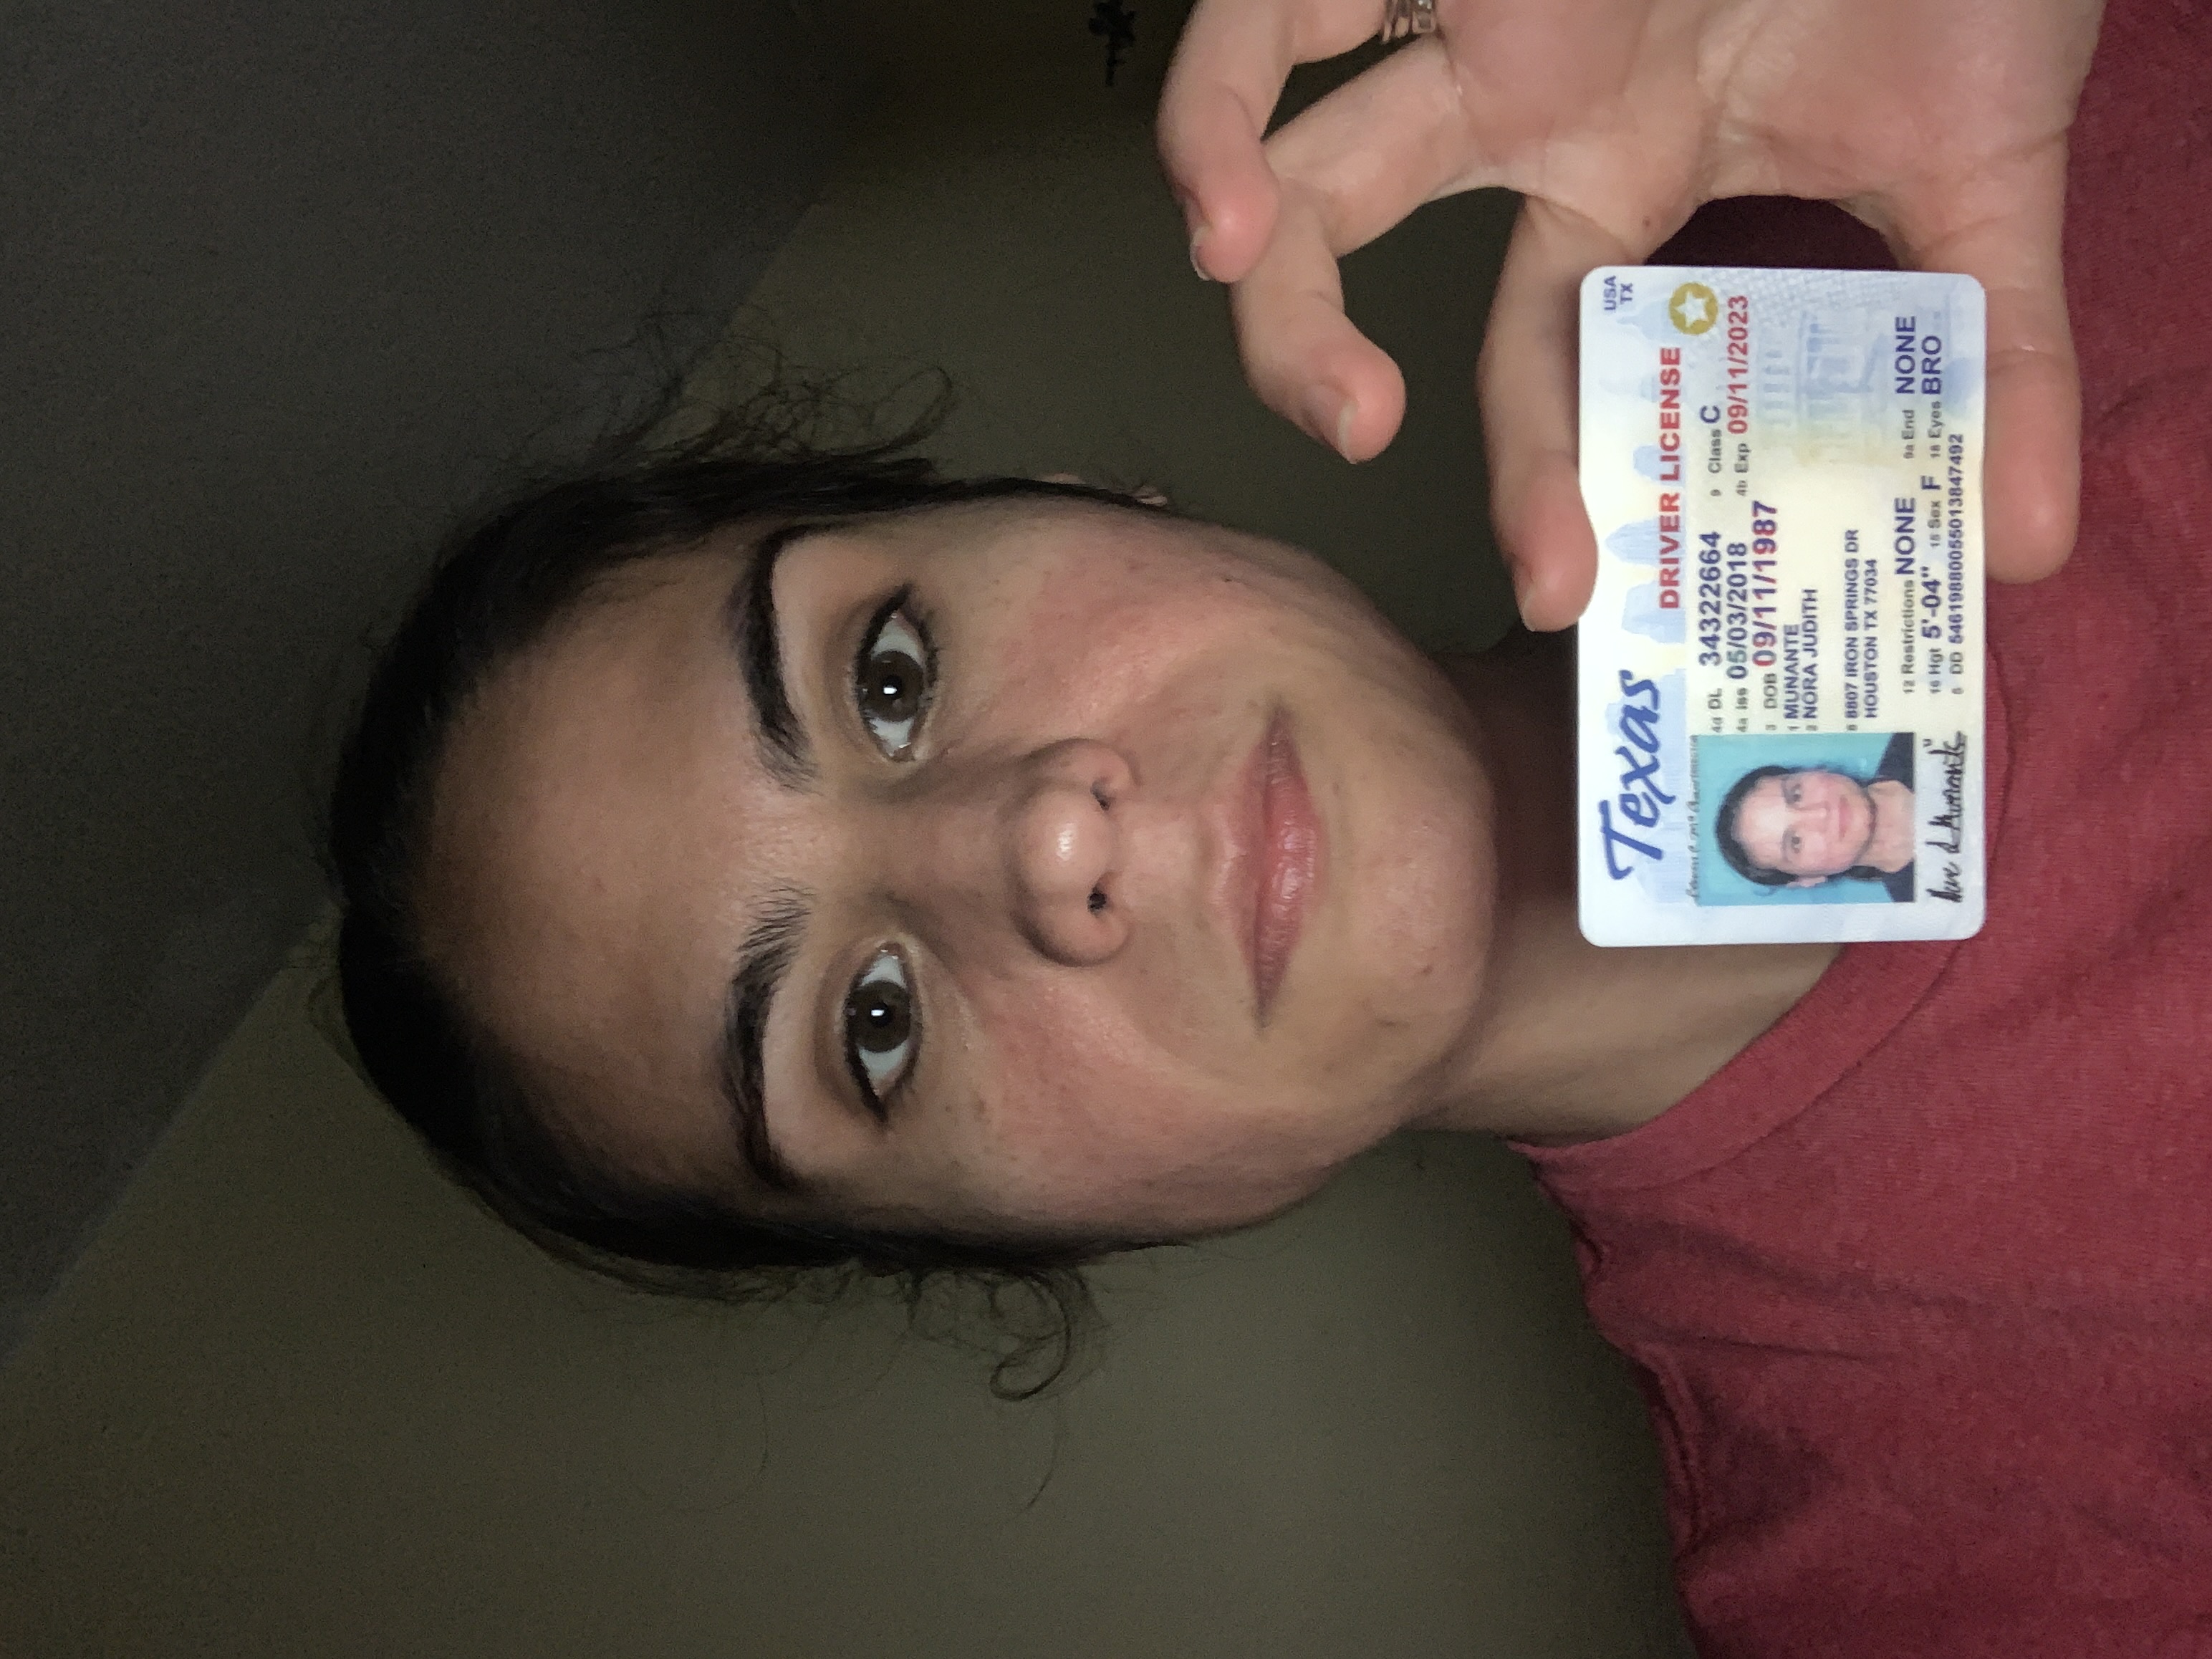 Texas
USA
TX
DRIVER LICENSE
4d DL 34322664 9 Class C
4a Iss 05/03/2018 4b Exp 09/11/2023
3 DOB 09/11/1987
1 MUNANTE
2 NORA JUDITH
8 8807 IRON SPRINGS DR
HOUSTON TX 77034
12 Restrictions NONE 9a End NONE
16 Hgt 5'-04" 15 Sex F 18 Eyes BRO
5 DD 54619880055013847492